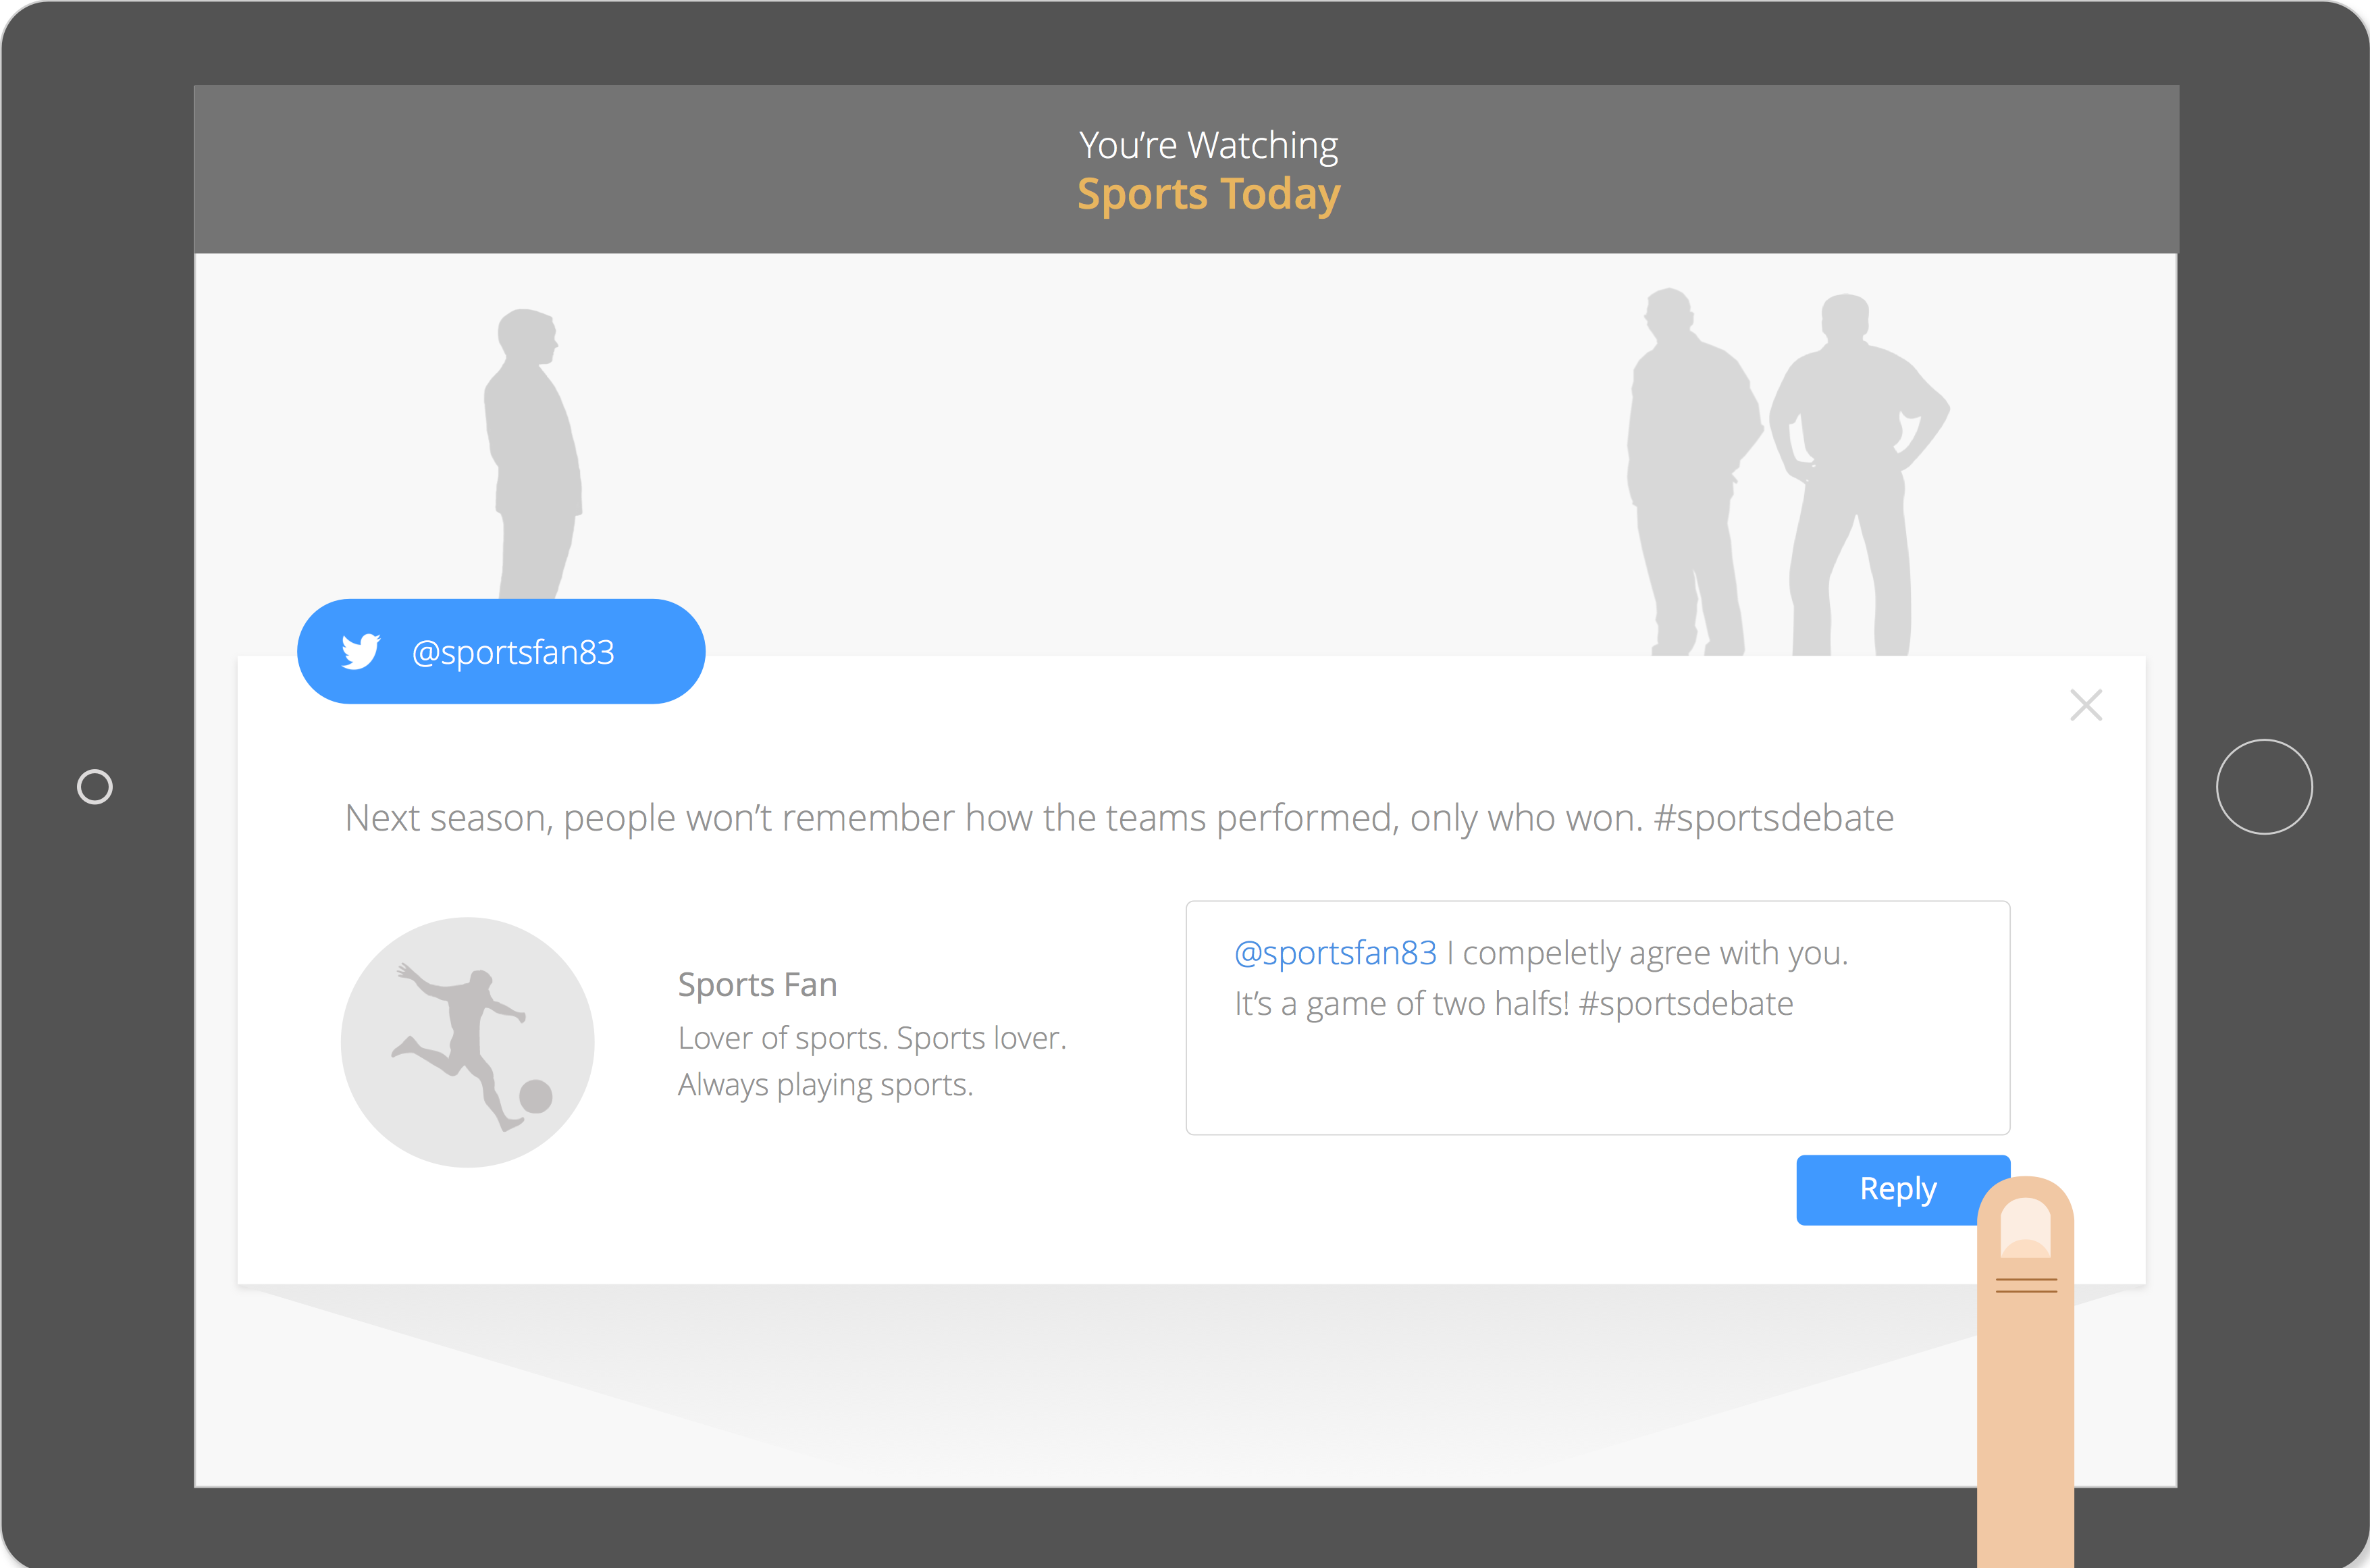 You’re Watching
Sports Today
@sportsfan83
Next season, people won’t remember how the teams performed, only who won. #sportsdebate
Sports Fan
Lover of sports. Sports lover.
Always playing sports.
@sportsfan83 I compeletly agree with you.
It’s a game of two halfs! #sportsdebate
Reply